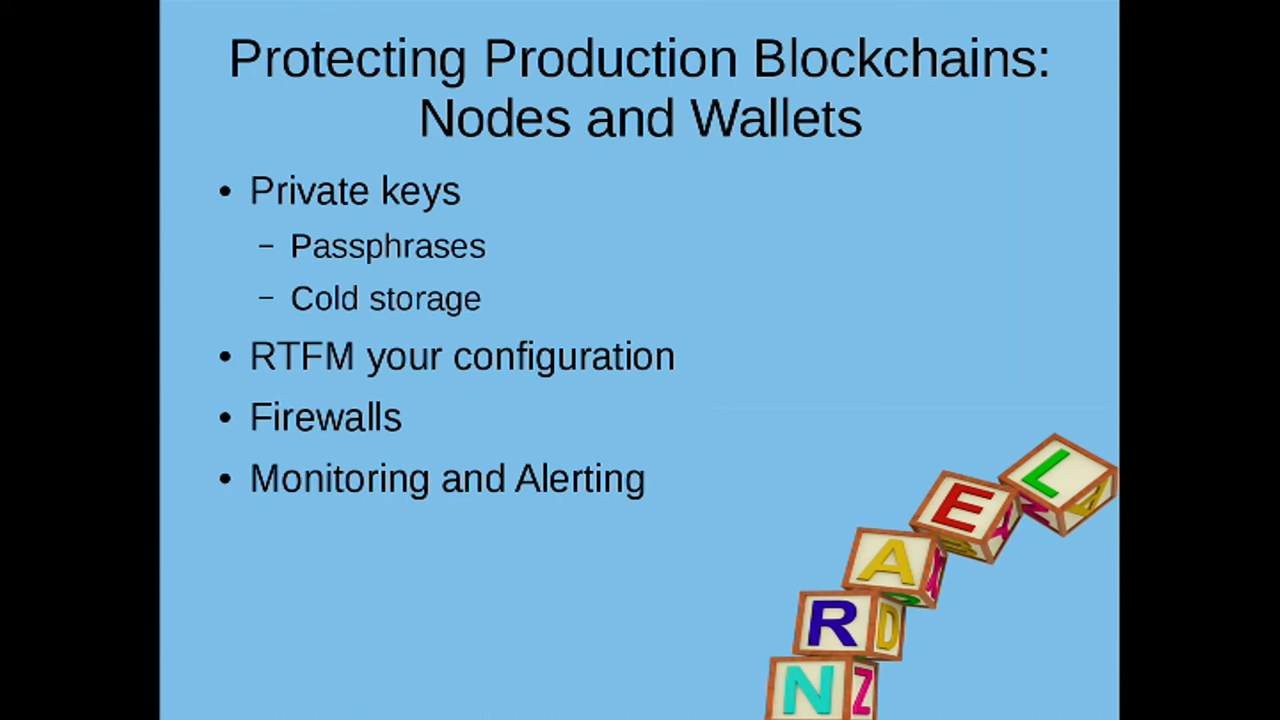 Protecting Production Blockchains:
Nodes and Wallets
• Private keys
– Passphrases
– Cold storage
• RTFM your configuration
• Firewalls
• Monitoring and Alerting
L
E
A
R D
N Z